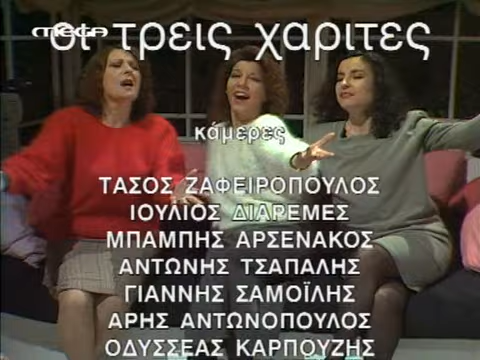 MEGA
οι τρεις χαριτες
κάμερες
ΤΑΣΟΣ ΖΑΦΕΙΡΟΠΟΥΛΟΣ
ΙΟΥΛΙΟΣ ΔΙΑΡΕΜΕΣ
ΜΠΑΜΠΗΣ ΑΡΣΕΝΑΚΟΣ
ΑΝΤΩΝΗΣ ΤΣΑΠΑΛΗΣ
ΓΙΑΝΝΗΣ ΣΑΜΟΪΛΗΣ
ΑΡΗΣ ΑΝΤΩΝΟΠΟΥΛΟΣ
ΟΔΥΣΣΕΑΣ ΚΑΡΠΟΥΖΗΣ